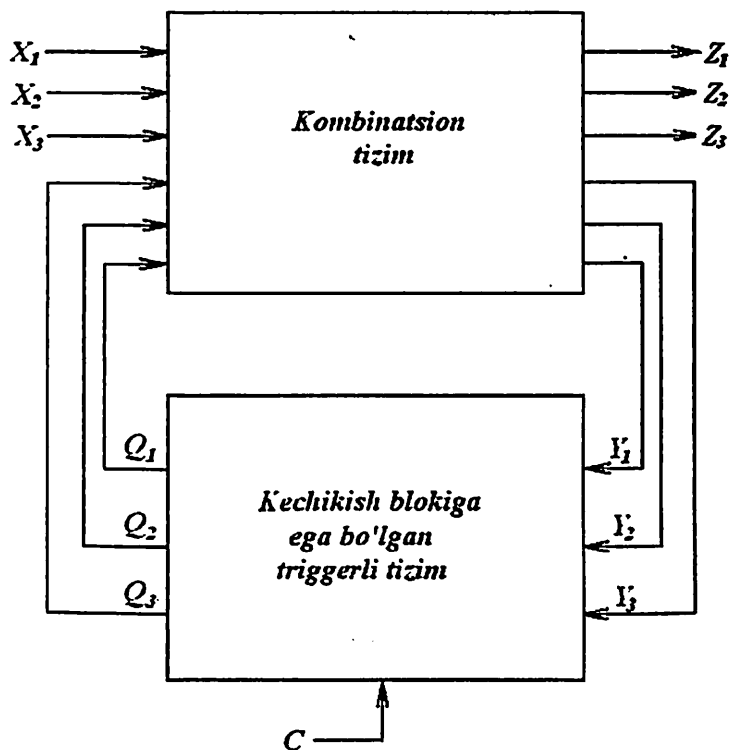 X1
X2
X3
Kombinatsion
tizim
Z1
Z2
Z3
Q1
Q2
Q3
Kechikish blokiga
ega bo'lgan
triggerli tizim
Y1
Y2
Y3
C